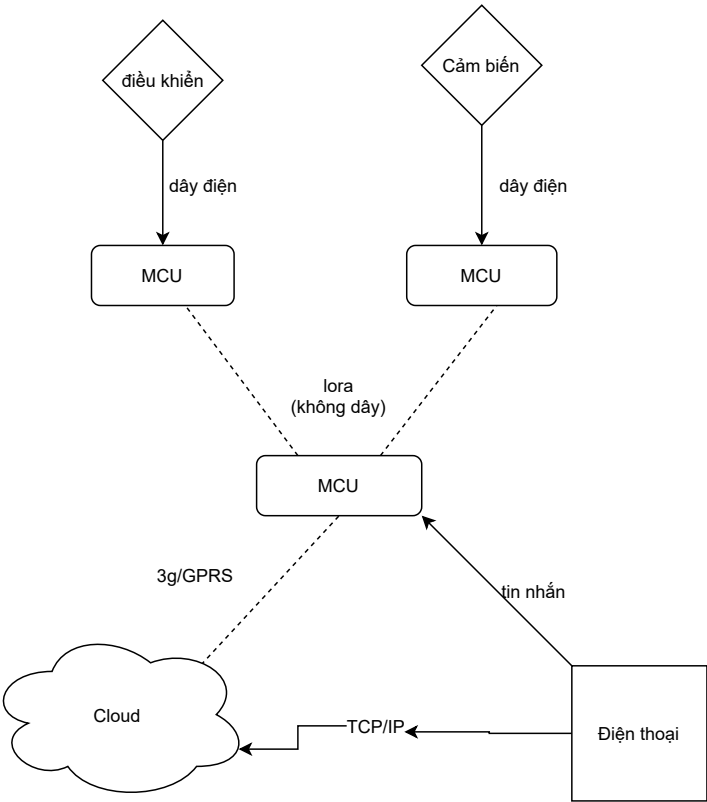 điều khiển
Cảm biến
dây điện
dây điện
MCU
MCU
lora
(không dây)
MCU
3g/GPRS
tin nhắn
Cloud
TCP/IP
Điện thoại